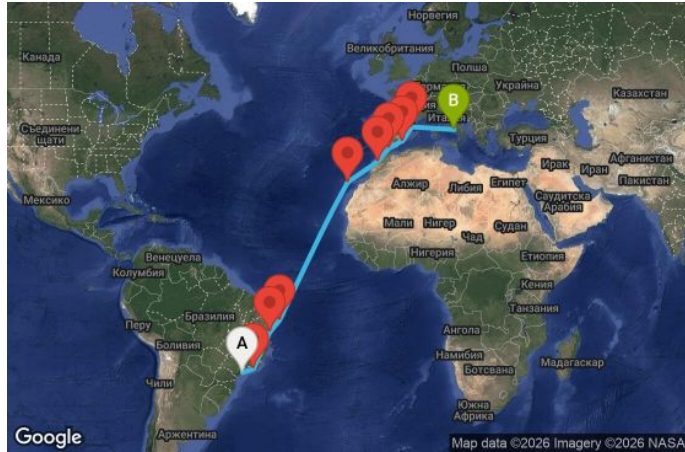 Норвегия
Канада
Великобритания
Полша
Германия
Украйна
Казахстан
B
Италия
Съединени
щати
Турция
Ирак
Афганистан
Иран
Пакистан
Мексико
Алжир
Либия
Египет
Саудитска
Арабия
Мали
Нигер
Судан
Чад
Венецуела
Нигерия
Етиопия
Колумбия
Кения
Бразилия
Танзания
Перу
A
Ангола
Боливия
Намибия
Мадагаскар
Ботсвана
Чили
Южна
Африка
Аржентина
Google
Map data ©2026 Imagery ©2026 NASA